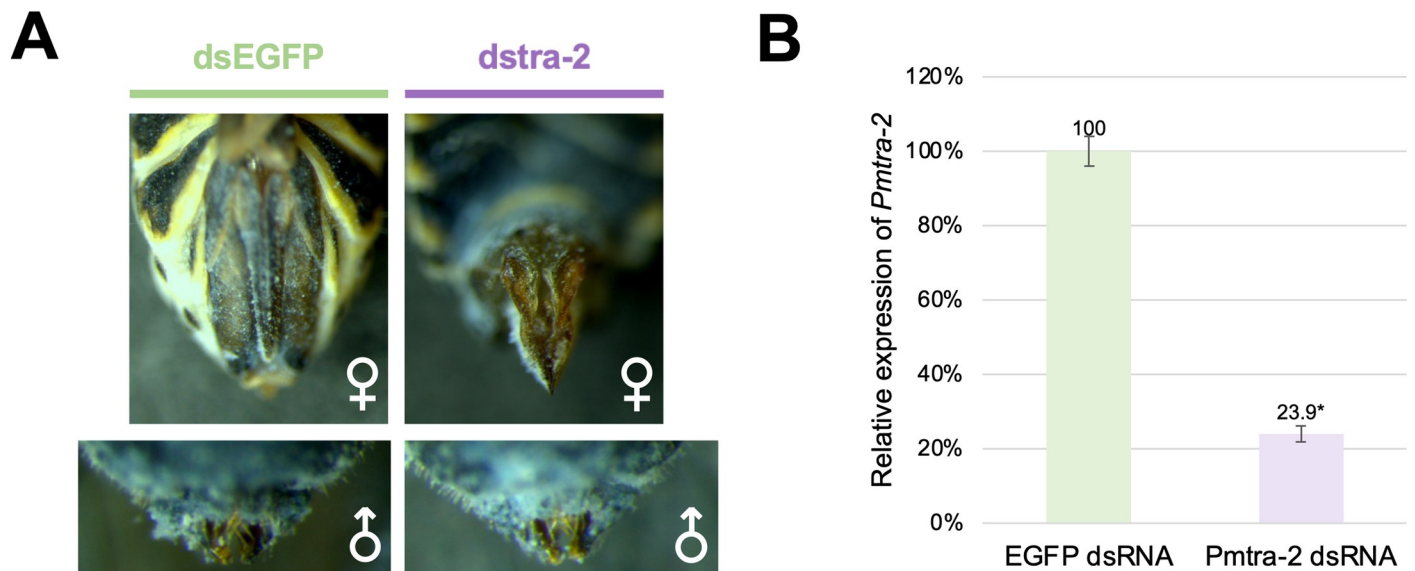 A
dsEGFP
dstra-2
♀
♀
♂
♂
B
Relative expression of Pmtra-2
120%
100%
80%
60%
40%
20%
0%
100
23.9*
EGFP dsRNA
Pmtra-2 dsRNA